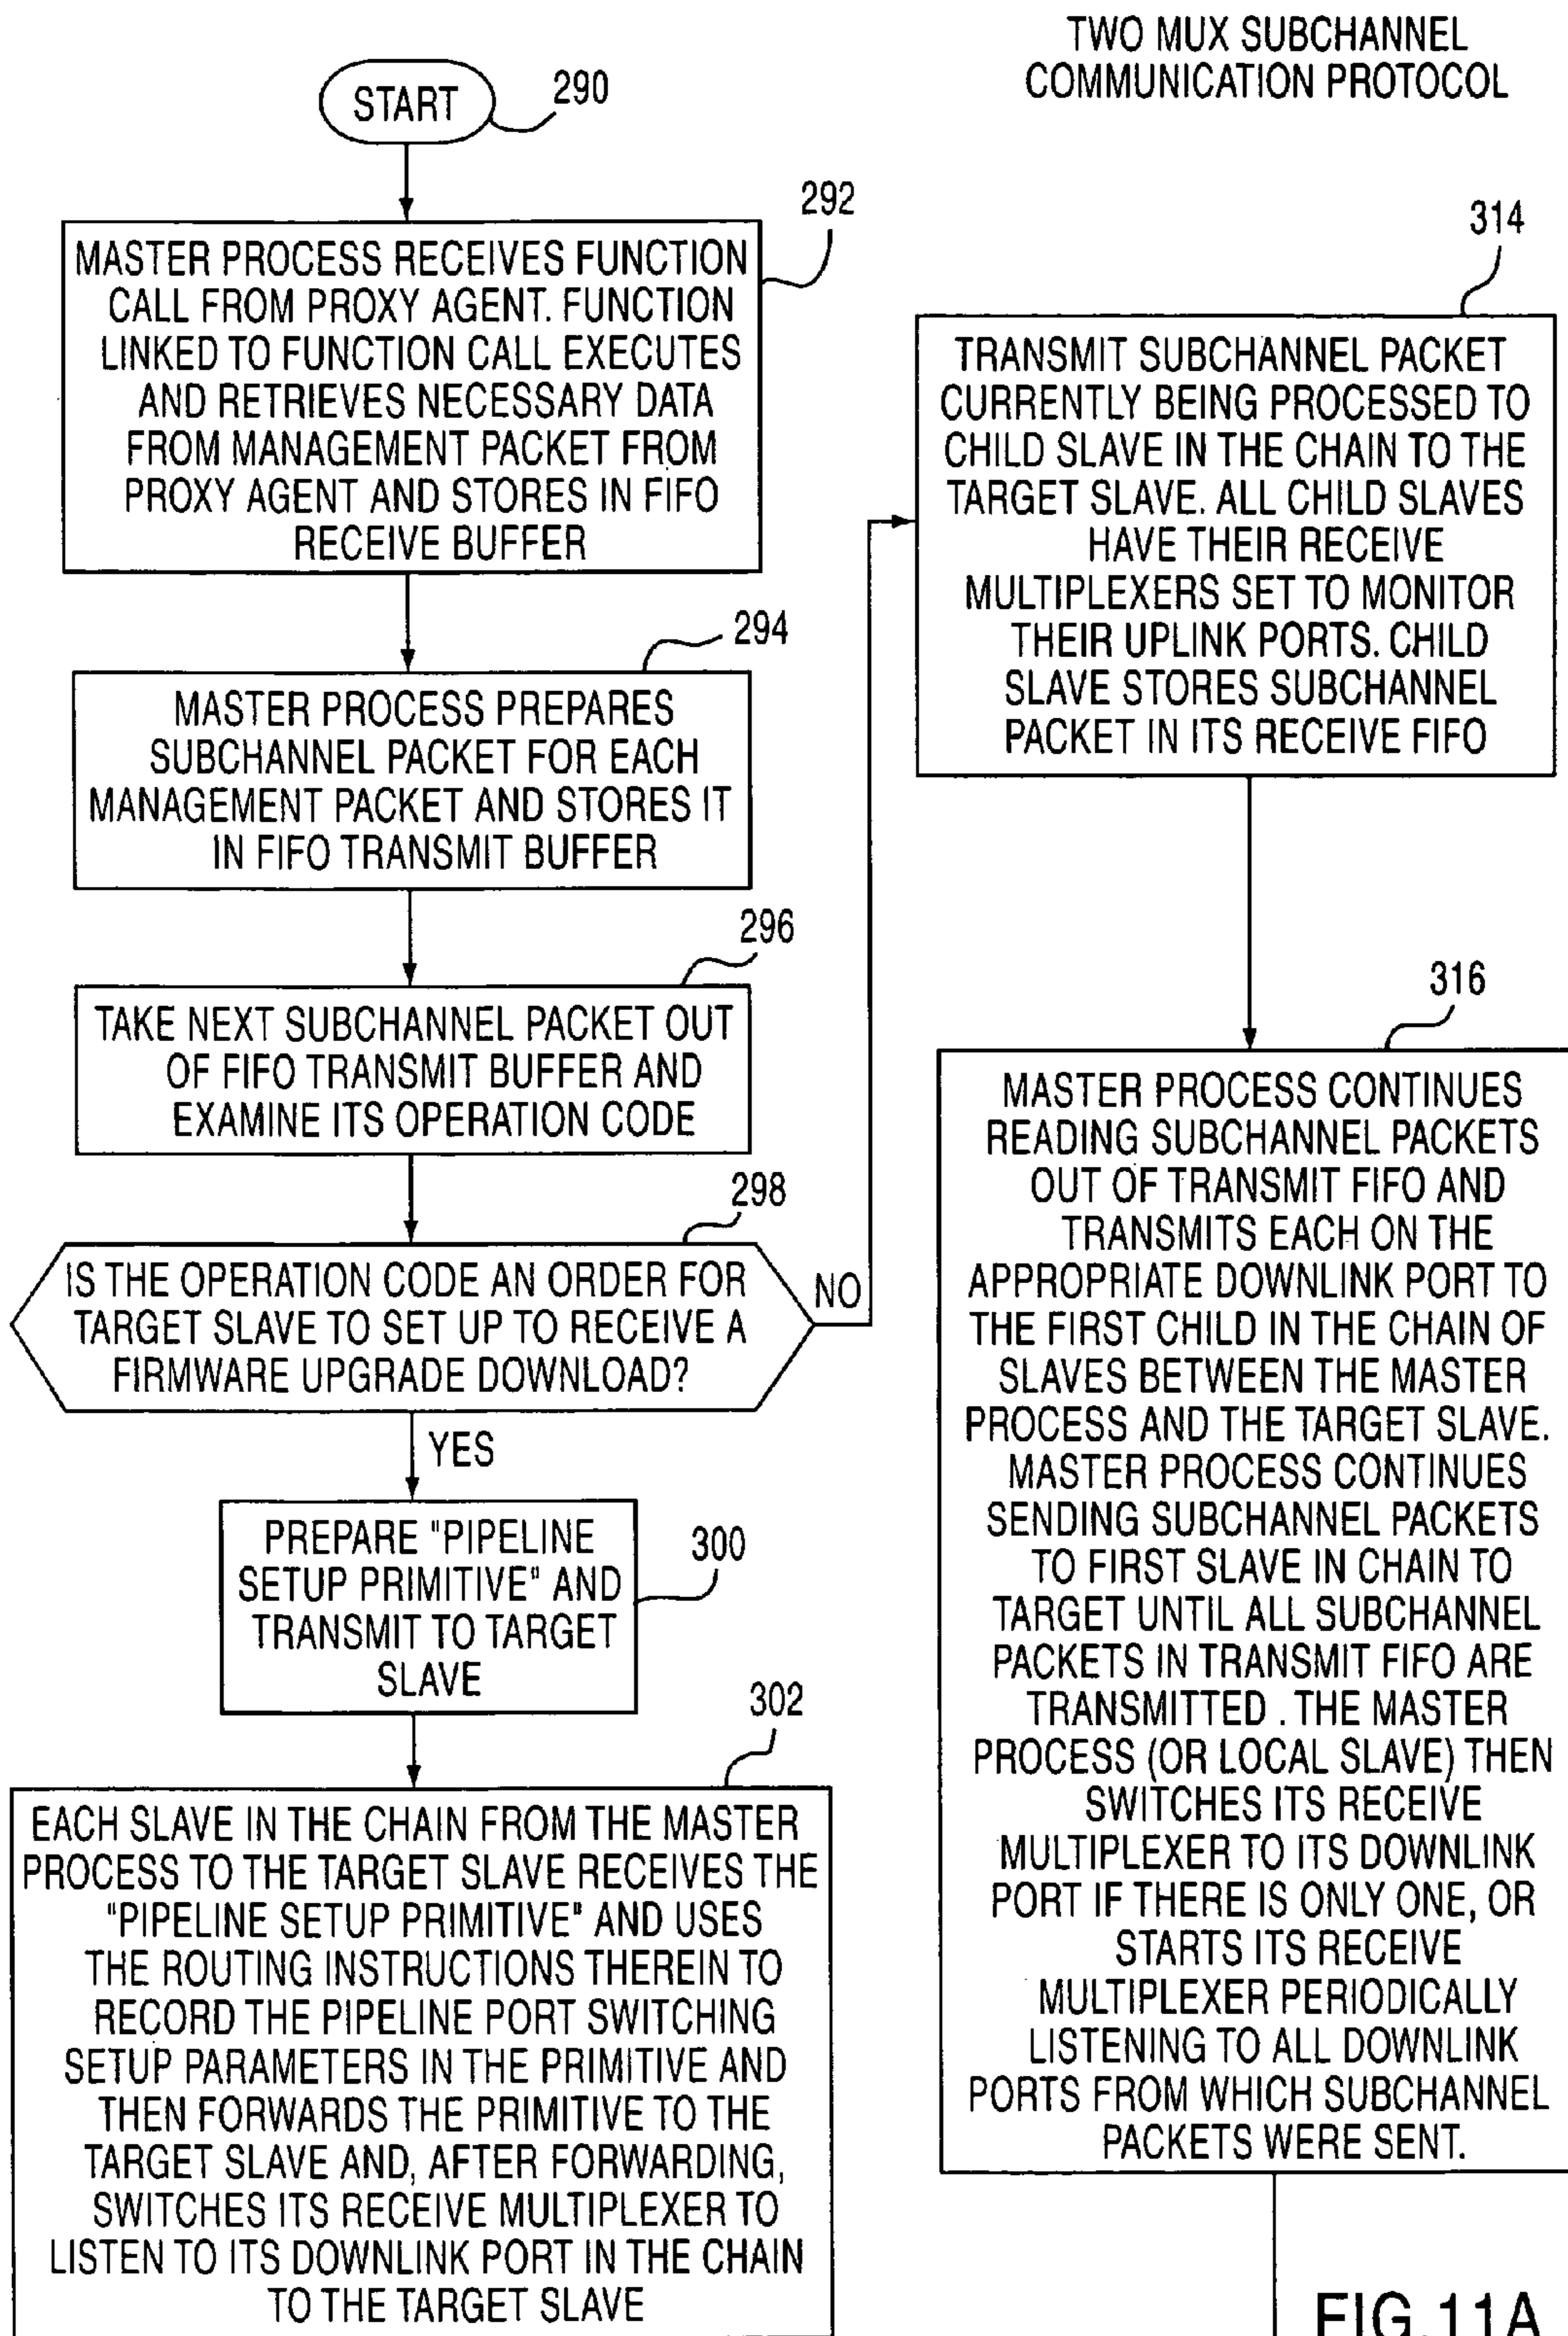 TWO MUX SUBCHANNEL
COMMUNICATION PROTOCOL
START
290
292
MASTER PROCESS RECEIVES FUNCTION
CALL FROM PROXY AGENT. FUNCTION
LINKED TO FUNCTION CALL EXECUTES
AND RETRIEVES NECESSARY DATA
FROM MANAGEMENT PACKET FROM
PROXY AGENT AND STORES IN FIFO
RECEIVE BUFFER
294
MASTER PROCESS PREPARES
SUBCHANNEL PACKET FOR EACH
MANAGEMENT PACKET AND STORES IT
IN FIFO TRANSMIT BUFFER
296
TAKE NEXT SUBCHANNEL PACKET OUT
OF FIFO TRANSMIT BUFFER AND
EXAMINE ITS OPERATION CODE
298
IS THE OPERATION CODE AN ORDER FOR
TARGET SLAVE TO SET UP TO RECEIVE A
FIRMWARE UPGRADE DOWNLOAD?
NO
YES
300
PREPARE "PIPELINE
SETUP PRIMITIVE" AND
TRANSMIT TO TARGET
SLAVE
302
EACH SLAVE IN THE CHAIN FROM THE MASTER
PROCESS TO THE TARGET SLAVE RECEIVES THE
"PIPELINE SETUP PRIMITIVE" AND USES
THE ROUTING INSTRUCTIONS THEREIN TO
RECORD THE PIPELINE PORT SWITCHING
SETUP PARAMETERS IN THE PRIMITIVE AND
THEN FORWARDS THE PRIMITIVE TO THE
TARGET SLAVE AND, AFTER FORWARDING,
SWITCHES ITS RECEIVE MULTIPLEXER TO
LISTEN TO ITS DOWNLINK PORT IN THE CHAIN
TO THE TARGET SLAVE
314
TRANSMIT SUBCHANNEL PACKET
CURRENTLY BEING PROCESSED TO
CHILD SLAVE IN THE CHAIN TO THE
TARGET SLAVE. ALL CHILD SLAVES
HAVE THEIR RECEIVE
MULTIPLEXERS SET TO MONITOR
THEIR UPLINK PORTS. CHILD
SLAVE STORES SUBCHANNEL
PACKET IN ITS RECEIVE FIFO
316
MASTER PROCESS CONTINUES
READING SUBCHANNEL PACKETS
OUT OF TRANSMIT FIFO AND
TRANSMITS EACH ON THE
APPROPRIATE DOWNLINK PORT TO
THE FIRST CHILD IN THE CHAIN OF
SLAVES BETWEEN THE MASTER
PROCESS AND THE TARGET SLAVE.
MASTER PROCESS CONTINUES
SENDING SUBCHANNEL PACKETS
TO FIRST SLAVE IN CHAIN TO
TARGET UNTIL ALL SUBCHANNEL
PACKETS IN TRANSMIT FIFO ARE
TRANSMITTED . THE MASTER
PROCESS (OR LOCAL SLAVE) THEN
SWITCHES ITS RECEIVE
MULTIPLEXER TO ITS DOWNLINK
PORT IF THERE IS ONLY ONE, OR
STARTS ITS RECEIVE
MULTIPLEXER PERIODICALLY
LISTENING TO ALL DOWNLINK
PORTS FROM WHICH SUBCHANNEL
PACKETS WERE SENT.
FIG.11A